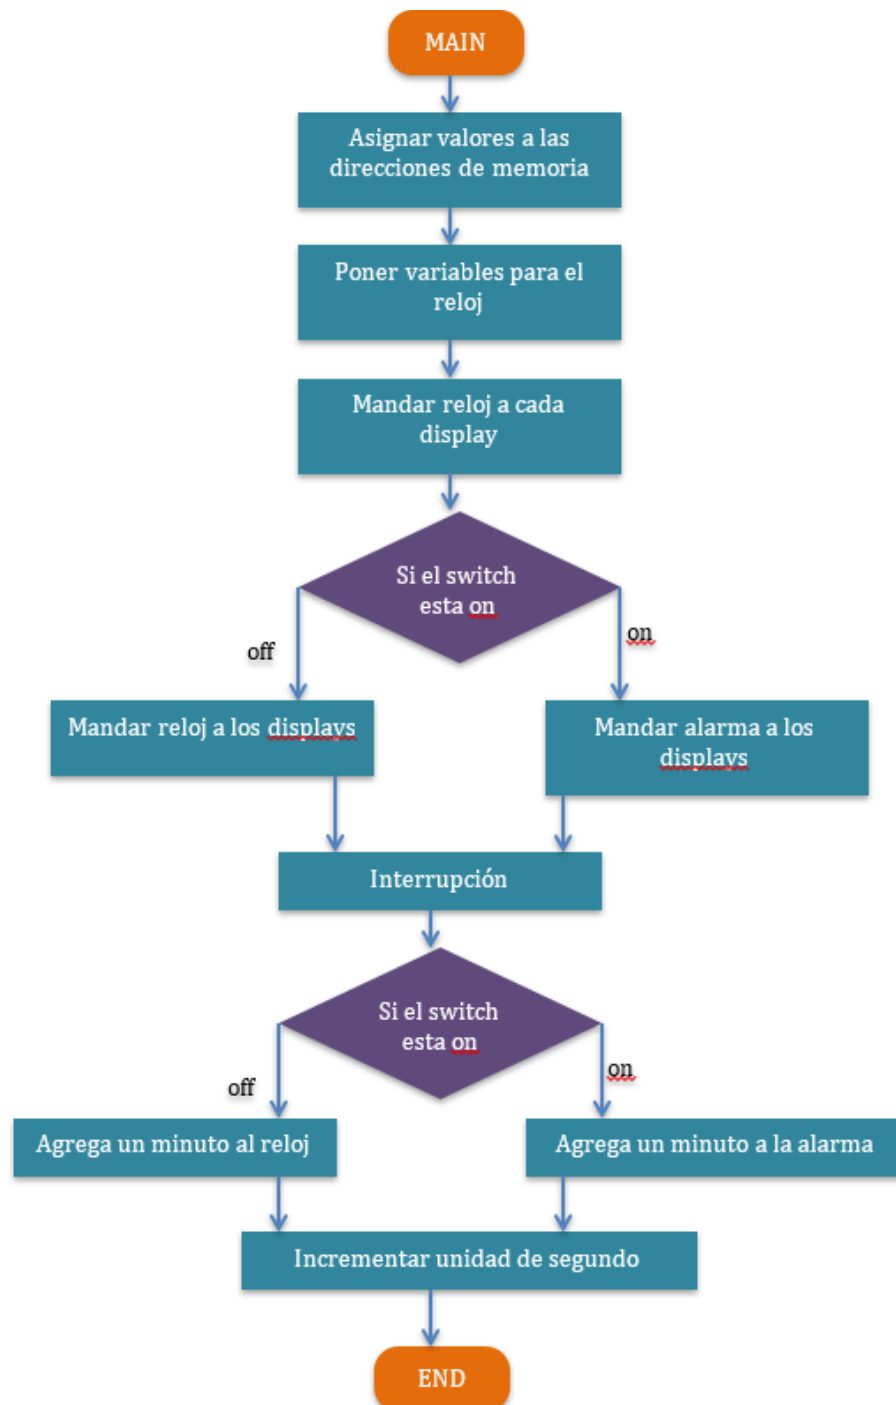 MAIN
Asignar valores a las
direcciones de memoria
Poner variables para el
reloj
Mandar reloj a cada
display
Si el switch
esta on
off
on
Mandar reloj a los displays
Mandar alarma a los
displays
Interrupción
Si el switch
esta on
off
on
Agrega un minuto al reloj
Agrega un minuto a la alarma
Incrementar unidad de segundo
END